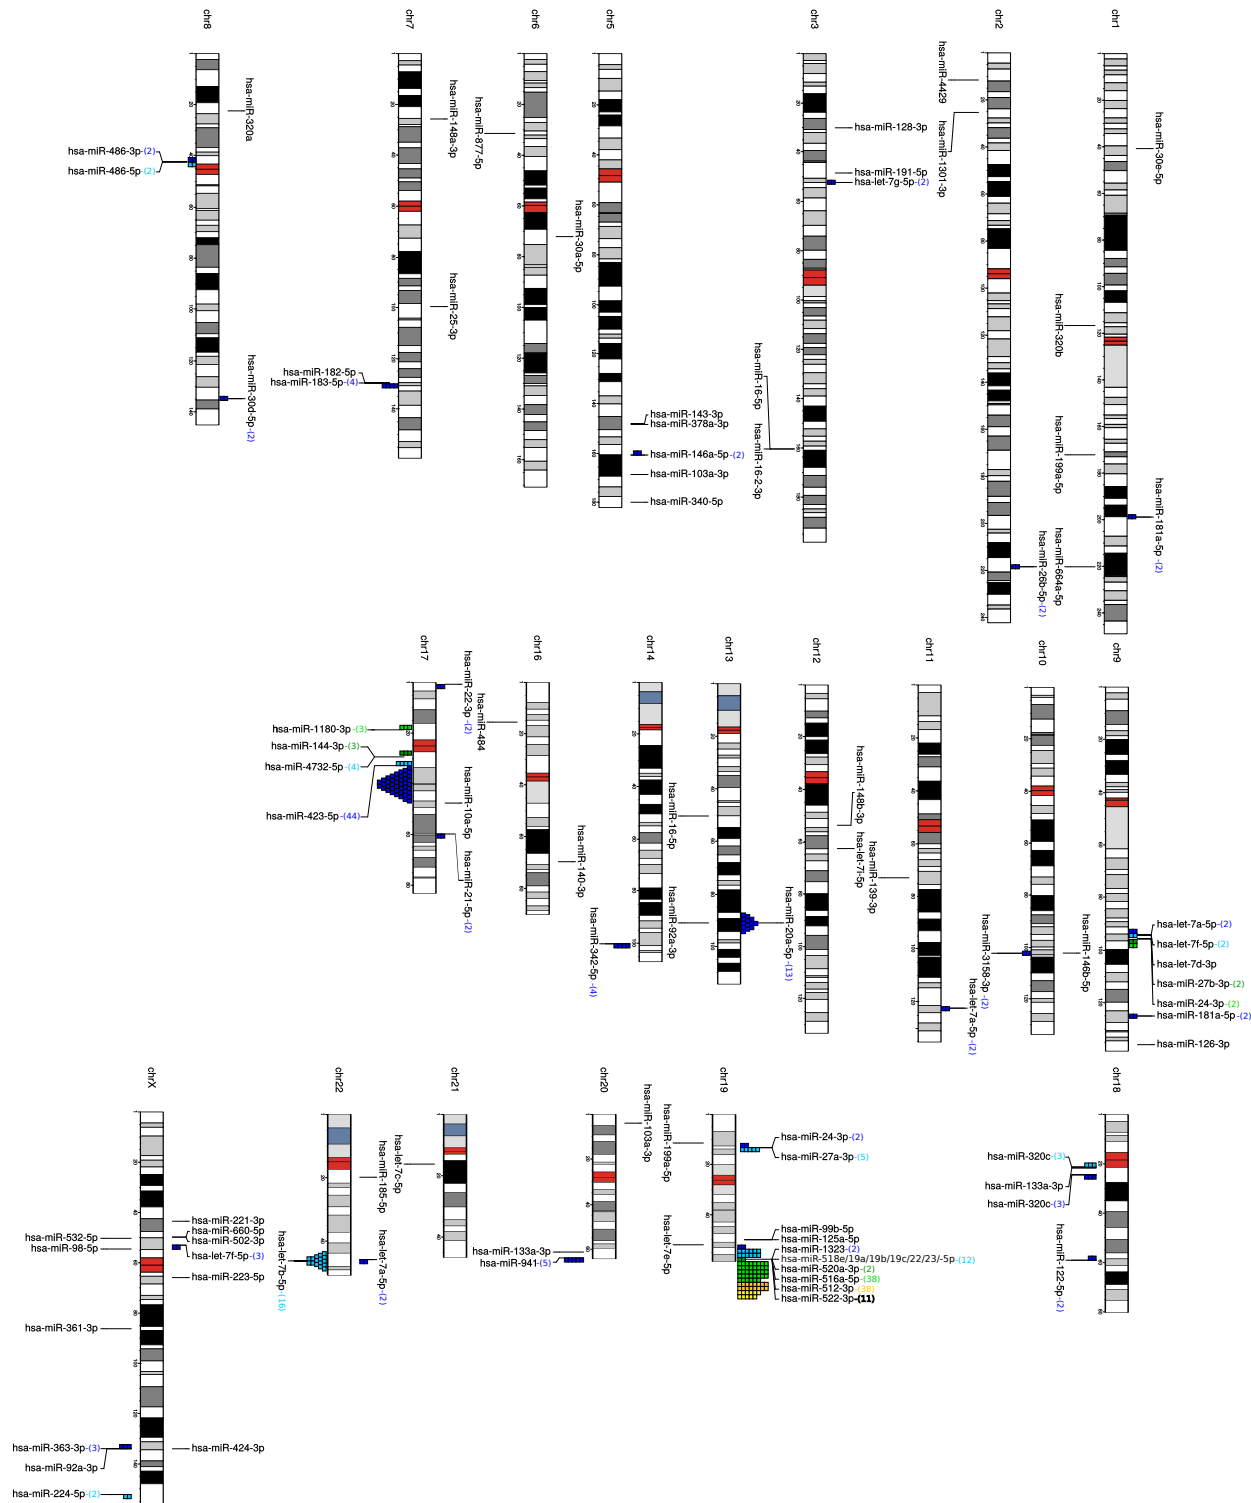 chr8
chr7
chr6
chr5
chr3
chr2
chr1
hsa-miR-320a
hsa-miR-486-3p-(2)
hsa-miR-486-5p-(2)
hsa-miR-30d-5p-(2)
hsa-miR-148a-3p
hsa-miR-25-3p
hsa-miR-182-5p
hsa-miR-183-5p-(4)
hsa-miR-877-5p
hsa-miR-30a-5p
hsa-miR-143-3p
hsa-miR-378a-3p
hsa-miR-146a-5p-(2)
hsa-miR-103a-3p
hsa-miR-340-5p
hsa-miR-128-3p
hsa-miR-191-5p
hsa-let-7g-5p-(2)
hsa-miR-16-5p
hsa-miR-16-2-3p
hsa-miR-4429
hsa-miR-1301-3p
hsa-miR-26b-5p-(2)
hsa-miR-30e-5p
hsa-miR-320b
hsa-miR-199a-5p
hsa-miR-181a-5p -(2)
hsa-miR-664a-5p
chr17
chr16
chr14
chr13
chr12
chr11
chr10
chr9
hsa-miR-22-3p -(2)
hsa-miR-1180-3p-(3)
hsa-miR-144-3p-(3)
hsa-miR-4732-5p-(4)
hsa-miR-423-5p-(44)
hsa-miR-10a-5p
hsa-miR-21-5p-(2)
hsa-miR-484
hsa-miR-140-3p
hsa-miR-342-5p -(4)
hsa-miR-16-5p
hsa-miR-92a-3p
hsa-miR-20a-5p -(13)
hsa-miR-148b-3p
hsa-let-7i-5p
hsa-miR-139-3p
hsa-let-7a-5p -(2)
hsa-miR-3158-3p -(2)
hsa-miR-146b-5p
hsa-let-7a-5p-(2)
hsa-let-7f-5p-(2)
hsa-let-7d-3p
hsa-miR-27b-3p-(2)
hsa-miR-24-3p-(2)
hsa-miR-181a-5p-(2)
hsa-miR-126-3p
chrX
chr22
chr21
chr20
chr19
chr18
hsa-miR-221-3p
hsa-miR-660-5p
hsa-miR-532-5p
hsa-miR-502-3p
hsa-miR-98-5p
hsa-let-7f-5p-(3)
hsa-miR-223-5p
hsa-miR-361-3p
hsa-miR-363-3p-(3)
hsa-miR-424-3p
hsa-miR-92a-3p
hsa-miR-224-5p-(2)
hsa-miR-185-5p
hsa-let-7b-5p -(16)
hsa-let-7a-5p -(2)
hsa-let-7c-5p
hsa-miR-103a-3p
hsa-miR-133a-3p
hsa-miR-941-(5)
hsa-miR-199a-5p
hsa-let-7e-5p
hsa-miR-24-3p-(2)
hsa-miR-27a-3p-(5)
hsa-miR-99b-5p
hsa-miR-125a-5p
hsa-miR-1323-(2)
hsa-miR-518e/19a/19b/19c/22/23/-5p-(12)
hsa-miR-520a-3p-(2)
hsa-miR-516a-5p-(38)
hsa-miR-512-3p-(38)
hsa-miR-522-3p-(11)
hsa-miR-320c-(3)
hsa-miR-133a-3p
hsa-miR-320c-(3)
hsa-miR-122-5p -(2)